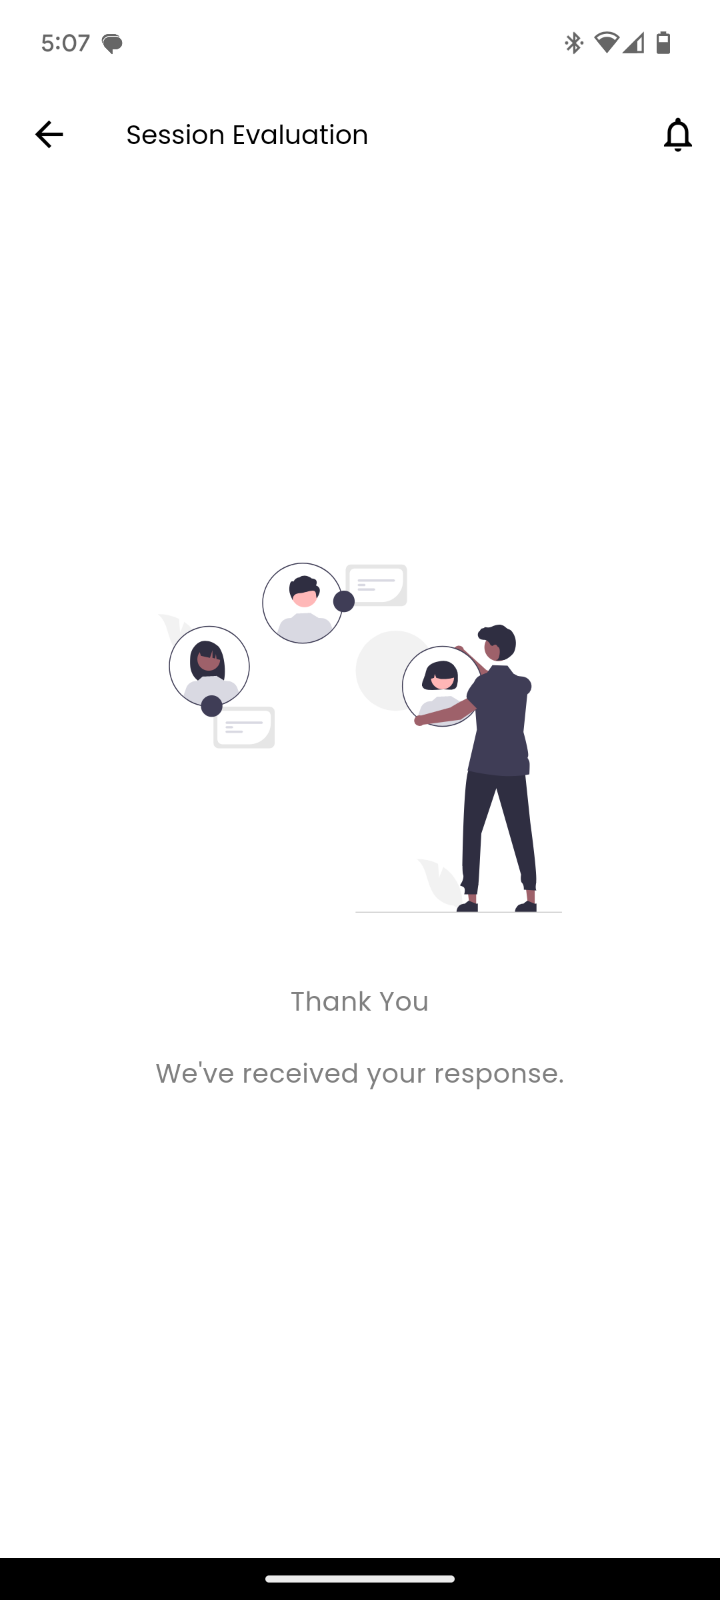 5:07
Session Evaluation
Thank You
We've received your response.